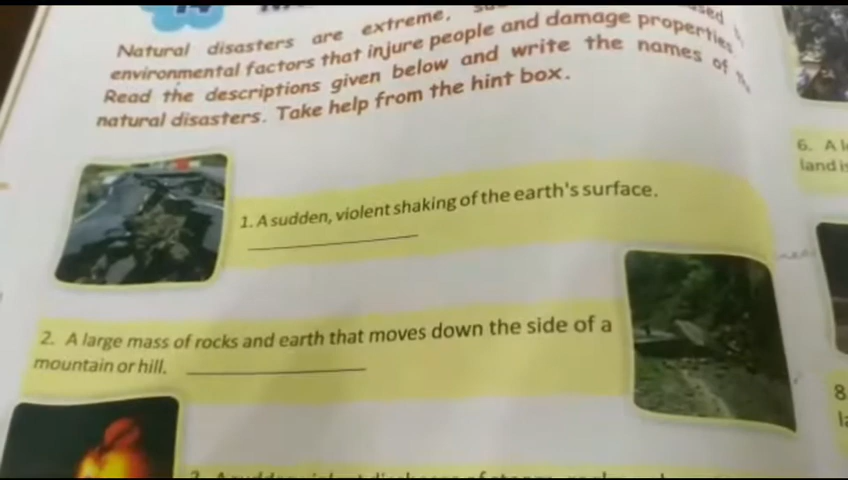 Natural disasters are extreme,
environmental factors that injure people and damage properties
Read the descriptions given below and write the names of
natural disasters. Take help from the hint box.
1. A sudden, violent shaking of the earth's surface.
2. A large mass of rocks and earth that moves down the side of a
mountain or hill.
6. A
land is
8